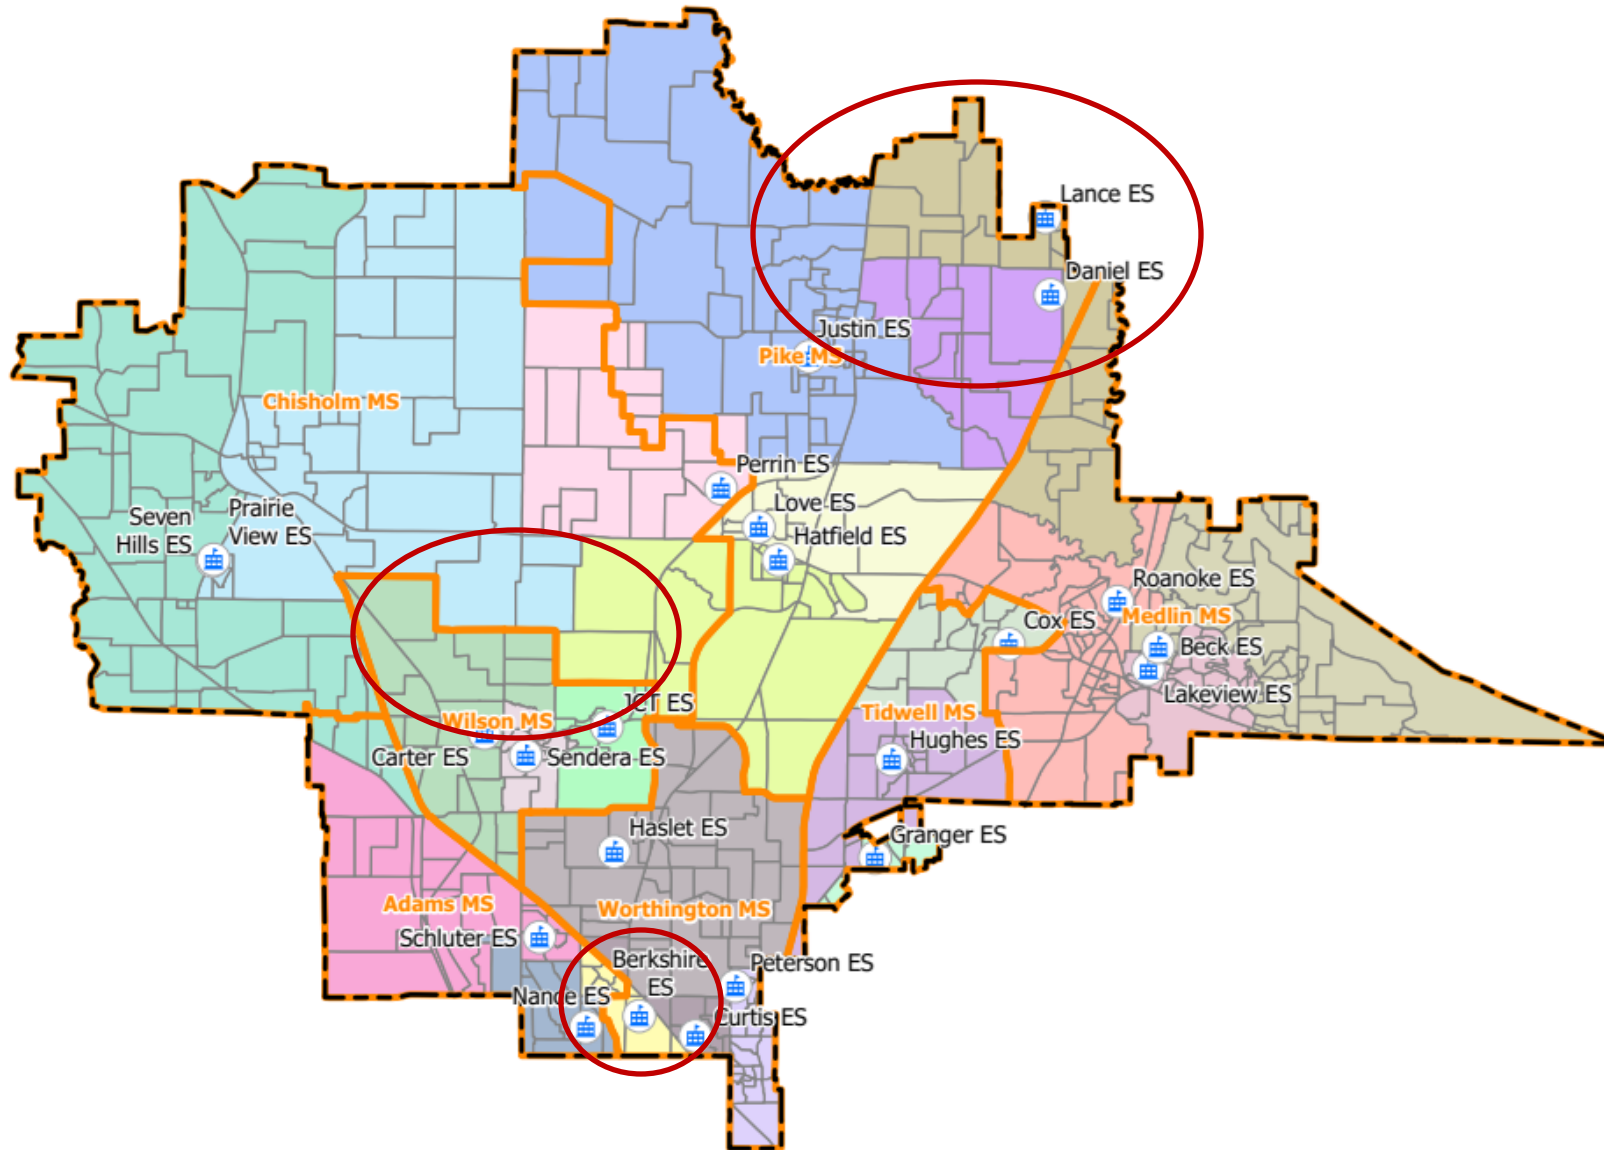 Lance ES
Daniel ES
Justin ES
Pike MS
Chisholm MS
Perrin ES
Love ES
Hatfield ES
Seven
Hills ES
Prairie
View ES
Roanoke ES
Medlin MS
Cox ES
Beck ES
Lakeview ES
JCT ES
Wilson MS
Tidwell MS
Hughes ES
Carter ES
Sendera ES
Haslet ES
Granger ES
Adams MS
Worthington MS
Schluter ES
Berkshire
ES
Peterson ES
Nance ES
Curtis ES